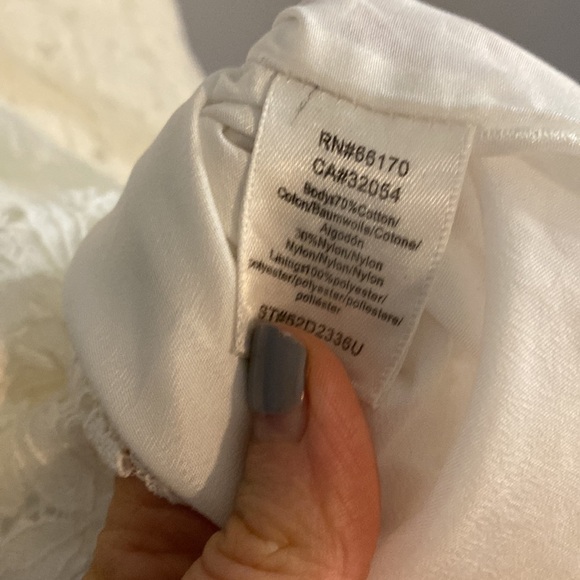 RN#66170
CA#32054
Body:70%Cotton/
Coton/Baumwolle/Cotone/
Algodón
30%Nylon/Nylon
Nylon/Nylon/Nylon
Lining:100%polyester/
polyester/polyester/poliestere/
poliéster
ST#52D2336U